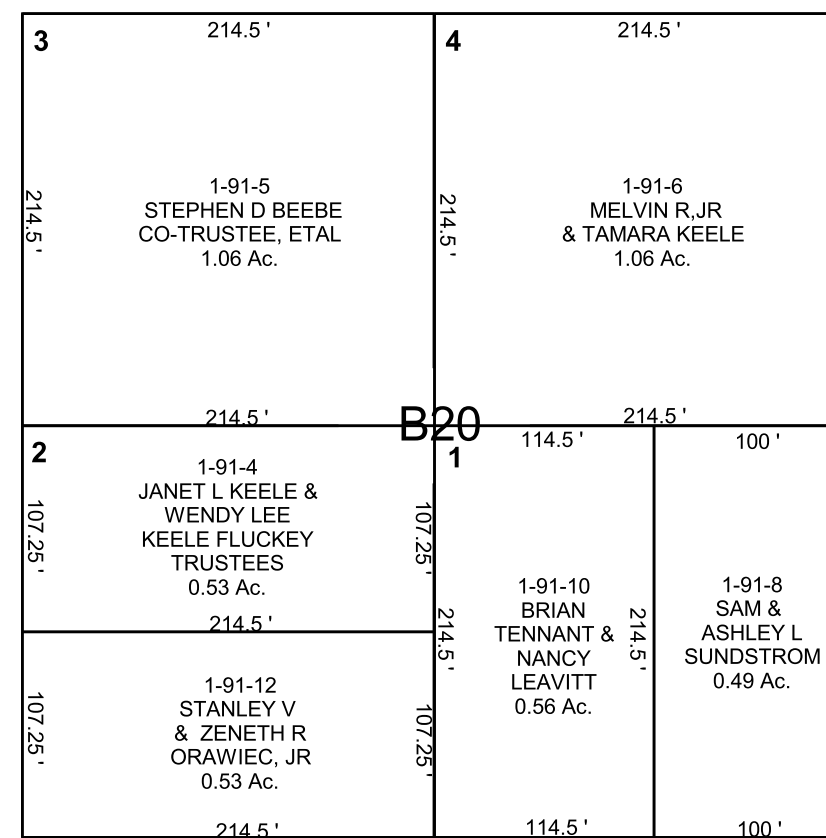 3
214.5 '
214.5 '
1-91-5
STEPHEN D BEEBE
CO-TRUSTEE, ETAL
1.06 Ac.
214.5 '
4
214.5 '
214.5 '
1-91-6
MELVIN R,JR
& TAMARA KEELE
1.06 Ac.
214.5 '
B20
2
107.25 '
1-91-4
JANET L KEELE &
WENDY LEE
KEELE FLUCKEY
TRUSTEES
0.53 Ac.
107.25 '
214.5 '
107.25 '
1-91-12
STANLEY V
& ZENETH R
ORAWIEC, JR
0.53 Ac.
107.25 '
214.5 '
1
114.5 '
214.5 '
1-91-10
BRIAN
TENNANT &
NANCY
LEAVITT
0.56 Ac.
214.5 '
114.5 '
100 '
1-91-8
SAM &
ASHLEY L
SUNDSTROM
0.49 Ac.
100 '